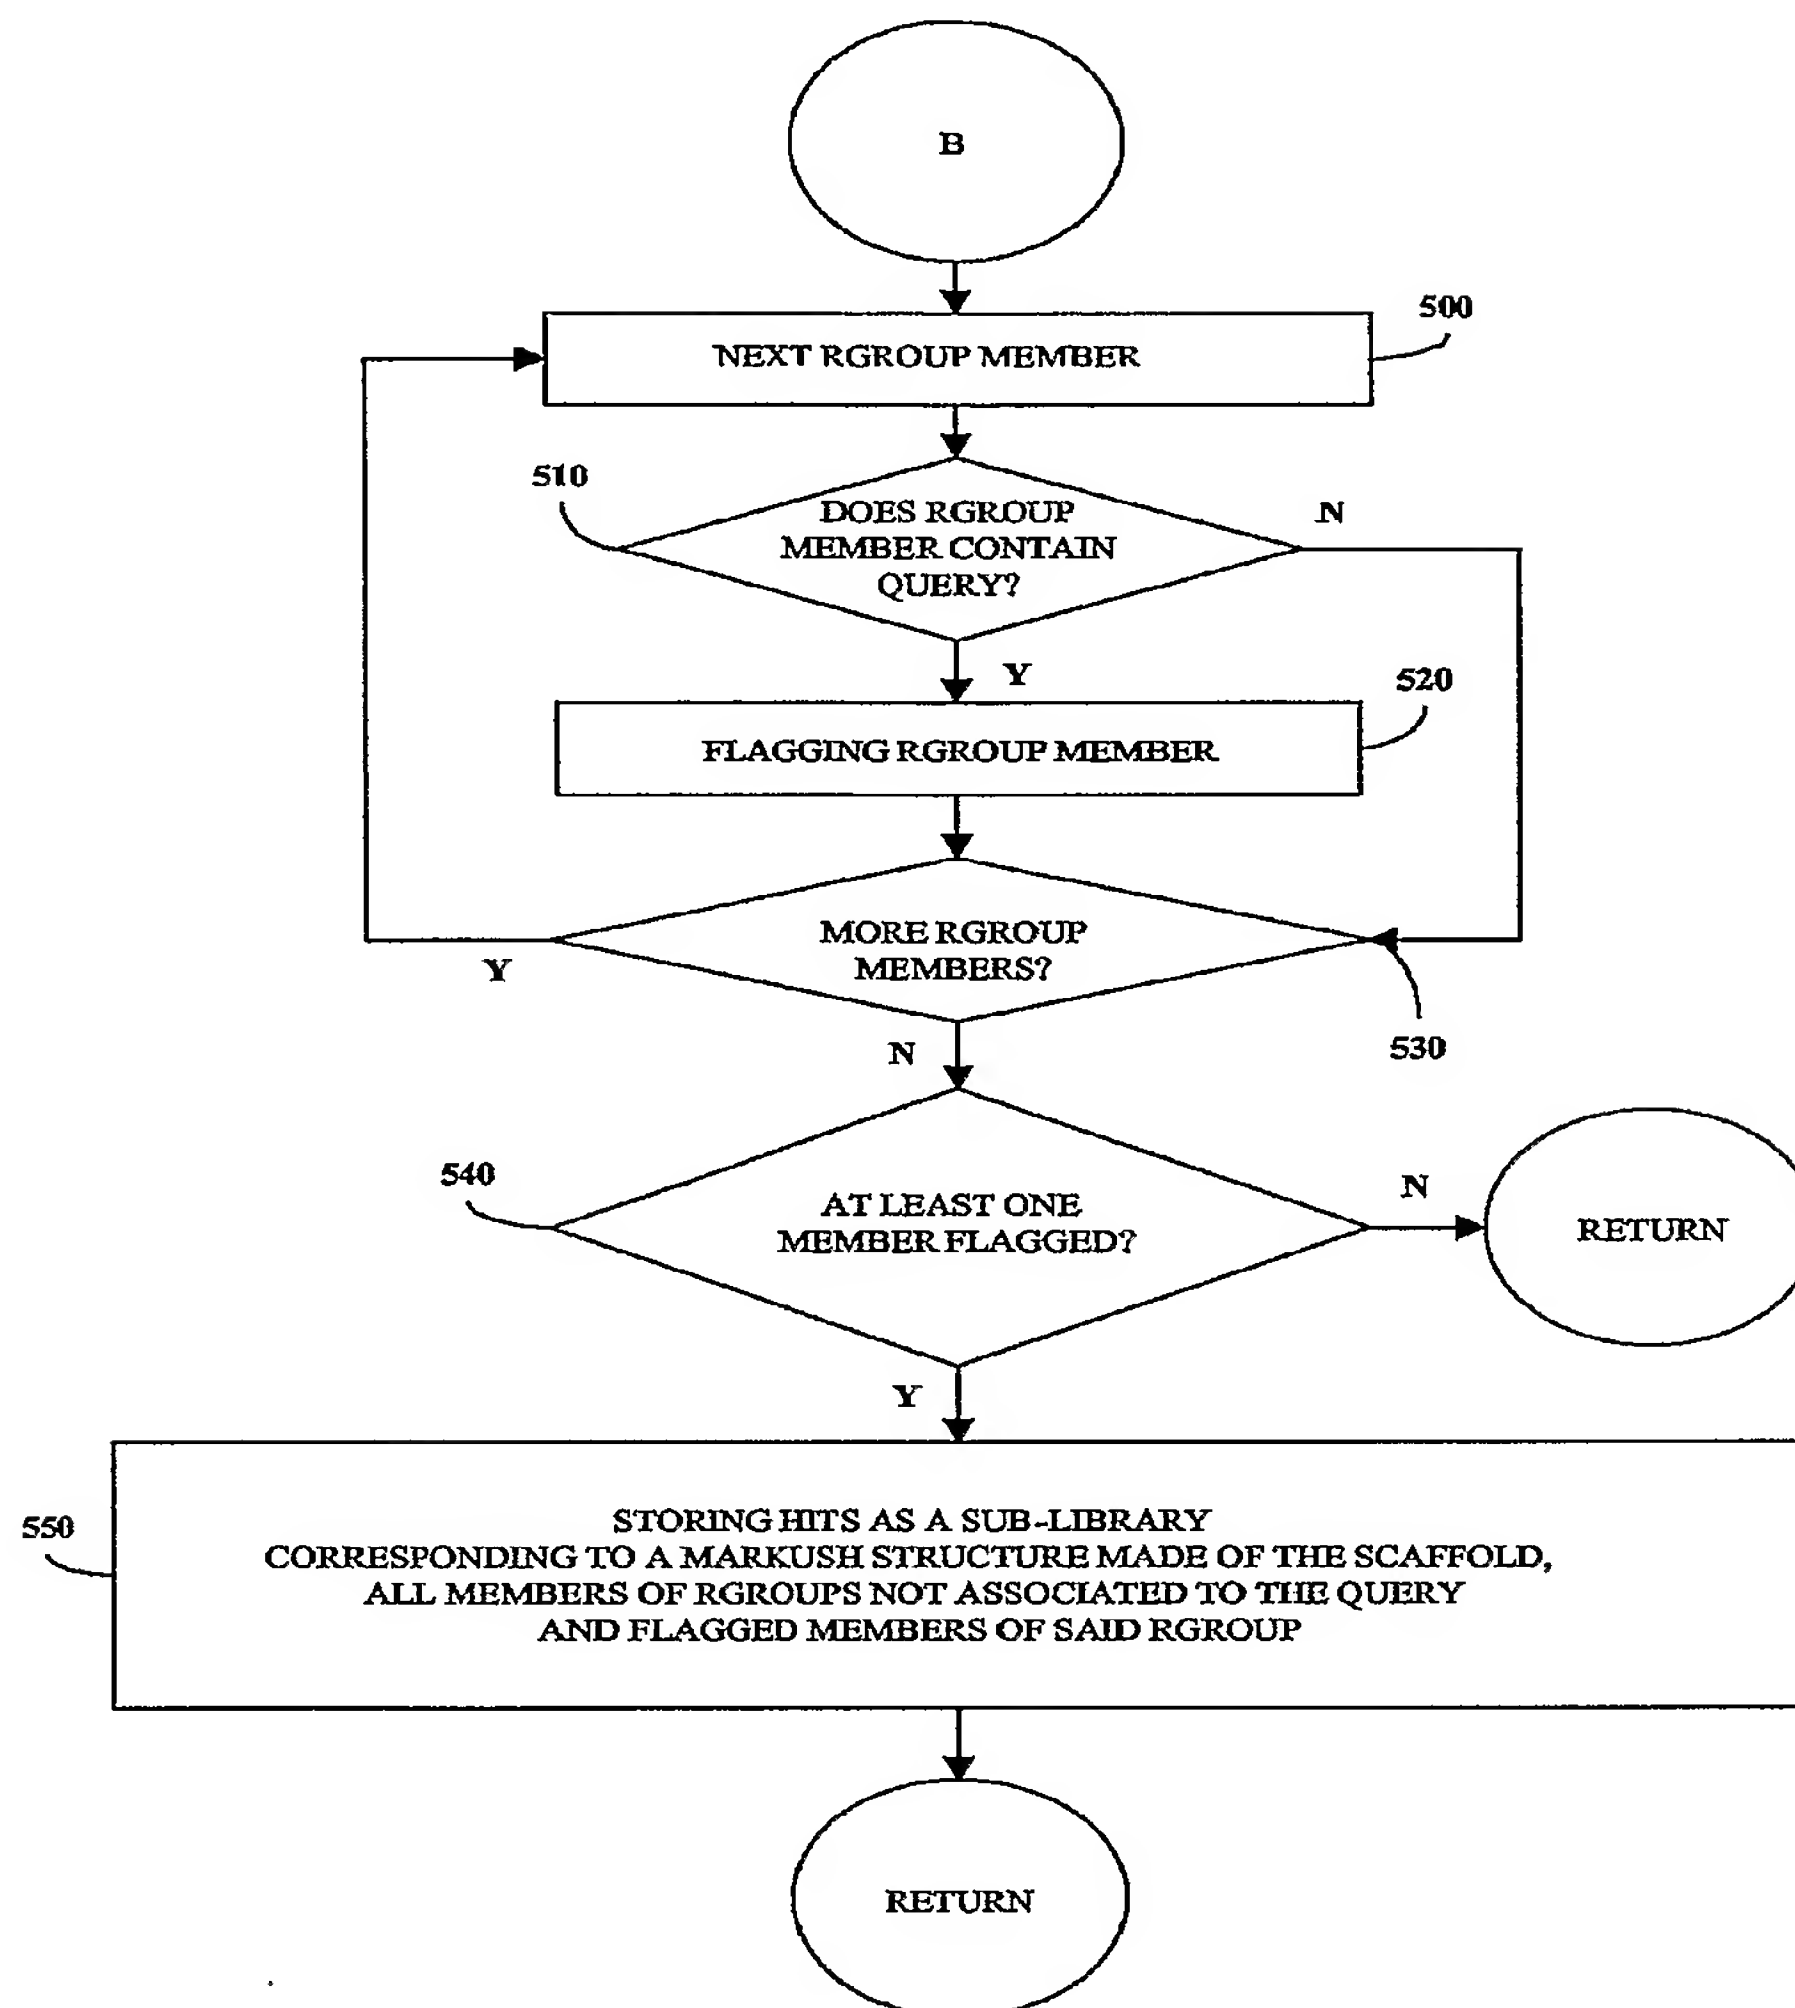 B
500
NEXT RGROUP MEMBER
510
DOES RGROUP
MEMBER CONTAIN
QUERY?
N
Y
520
FLAGGING RGROUP MEMBER
MORE RGROUP
MEMBERS?
Y
N
530
540
AT LEAST ONE
MEMBER FLAGGED?
N
RETURN
Y
550
STORING HITS AS A SUB-LIBRARY
CORRESPONDING TO A MARKUSH STRUCTURE MADE OF THE SCAFFOLD,
ALL MEMBERS OF RGROUPS NOT ASSOCIATED TO THE QUERY
AND FLAGGED MEMBERS OF SAID RGROUP
RETURN